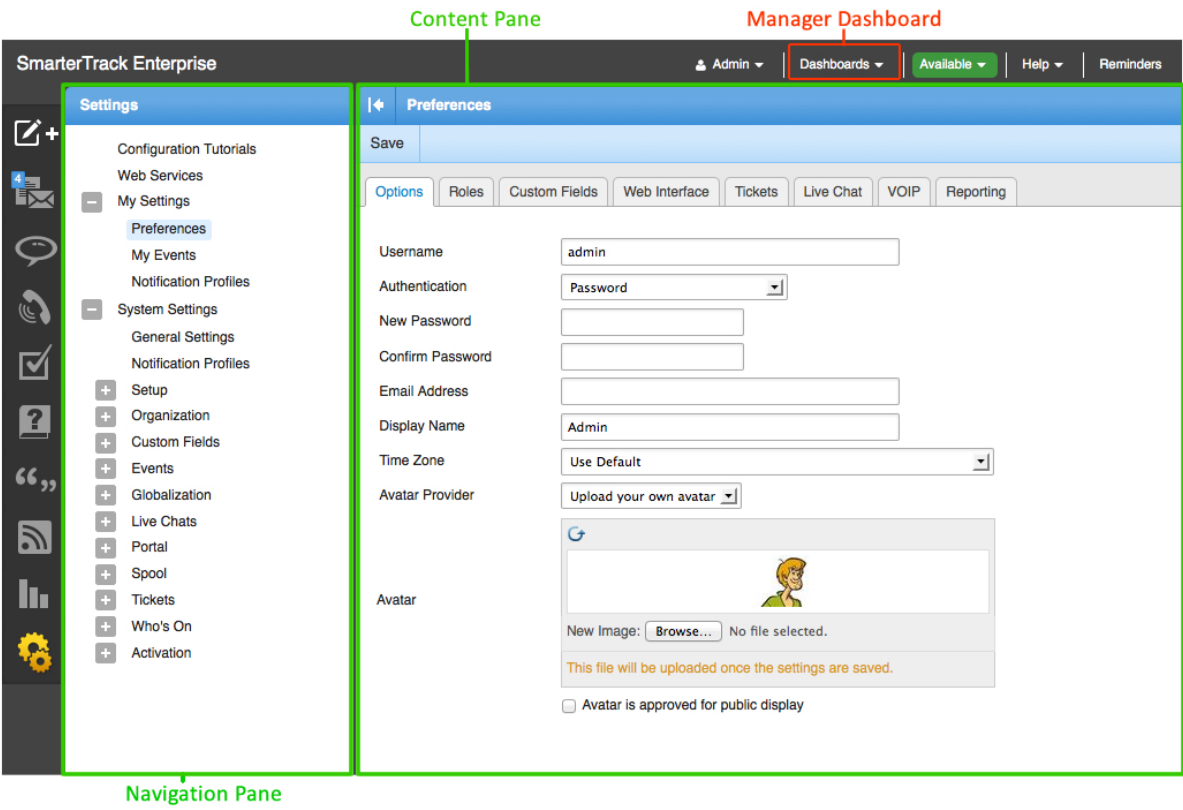 Content Pane
Manager Dashboard
SmarterTrack Enterprise
Admin
Dashboards
Available
Help
Reminders
Settings
Configuration Tutorials
Web Services
My Settings
Preferences
My Events
Notification Profiles
System Settings
General Settings
Notification Profiles
Setup
Organization
Custom Fields
Events
Globalization
Live Chats
Portal
Spool
Tickets
Who's On
Activation
4
Preferences
Save
Options
Roles
Custom Fields
Web Interface
Tickets
Live Chat
VOIP
Reporting
Username
admin
Authentication
Password
New Password
Confirm Password
Email Address
Display Name
Admin
Time Zone
Use Default
Avatar Provider
Upload your own avatar
Avatar
New Image: Browse... No file selected.
This file will be uploaded once the settings are saved.
Avatar is approved for public display
Navigation Pane